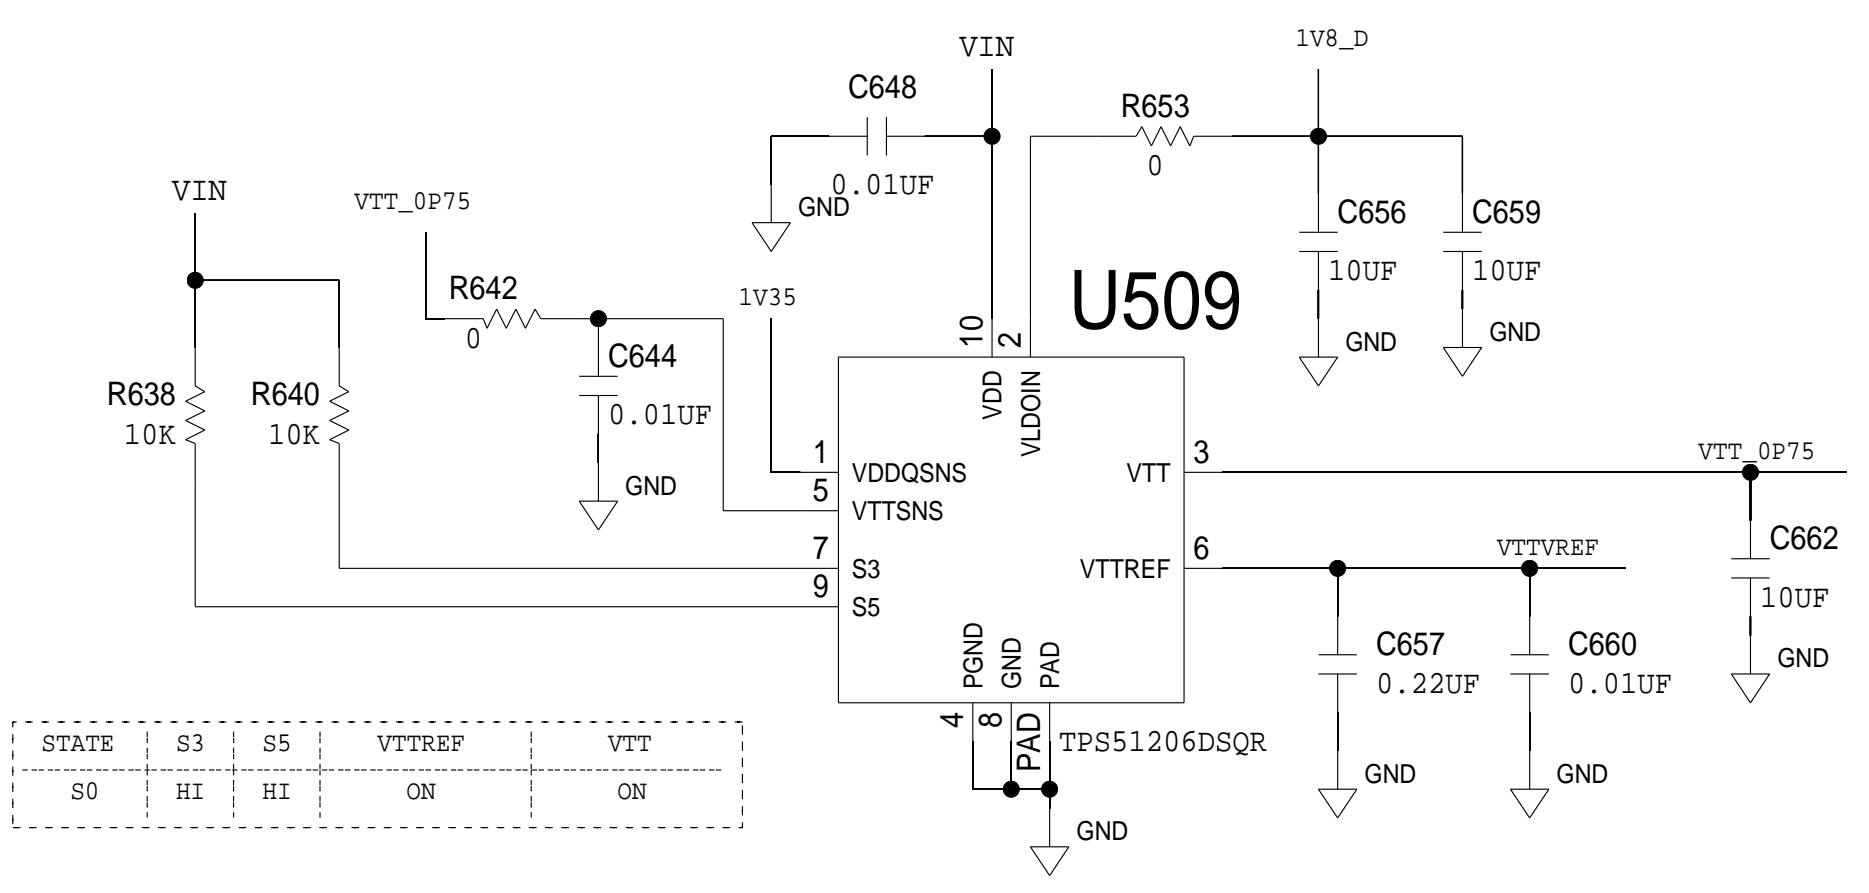 VIN
1V8_D
C648
R653
0.01UF
0
GND
VIN
VTT_0P75
C656
C659
10UF
10UF
R642
0
1V35
U509
GND
GND
C644
0.01UF
GND
R638
10K
R640
10K
10
2
VDD
VLDOIN
1
VDDQSNS
5
VTTSNS
7
S3
9
S5
VTT
3
VTT_0P75
VTTREF
6
VTTVREF
C662
10UF
GND
C657
0.22UF
GND
C660
0.01UF
GND
PGND
GND
PAD
4
8
PAD
TPS51206DSQR
GND
STATE S3 S5 VTTREF VTT
S0 HI HI ON ON